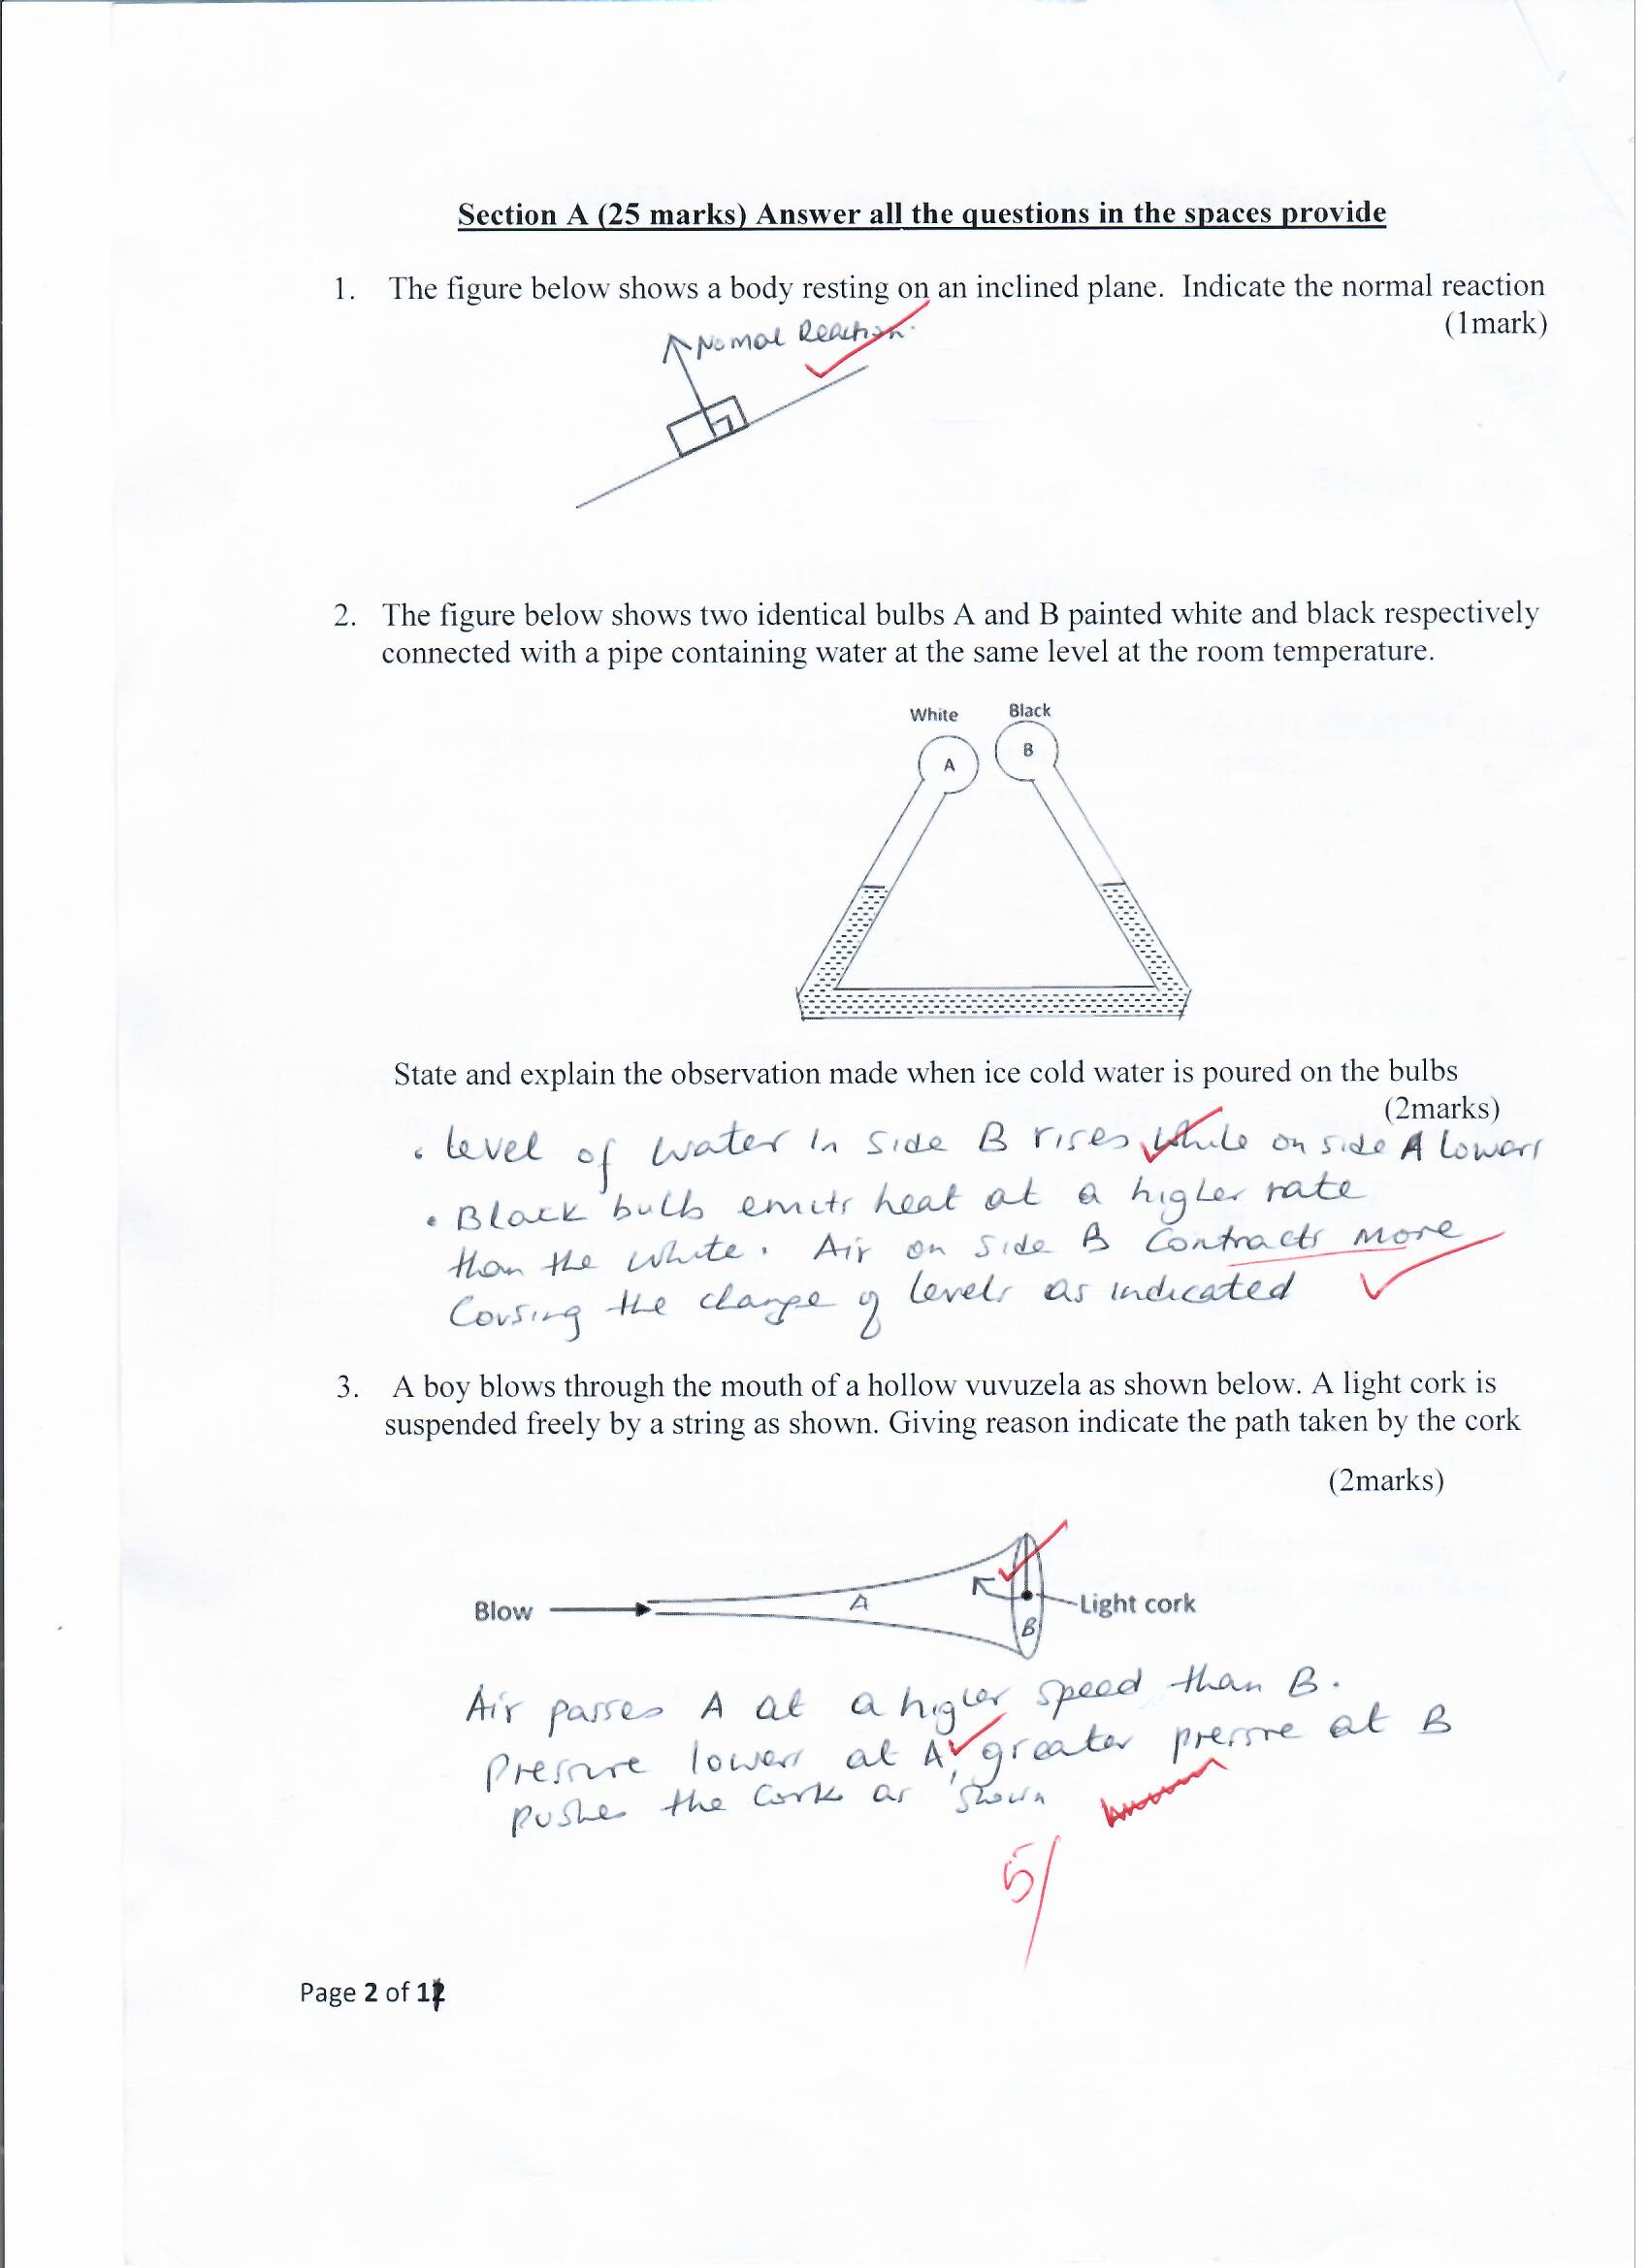 Section A (25 marks) Answer all the questions in the spaces provide
1. The figure below shows a body resting on an inclined plane. Indicate the normal reaction
(1mark)
Nomal Reaction.
2. The figure below shows two identical bulbs A and B painted white and black respectively
connected with a pipe containing water at the same level at the room temperature.
White Black
A B
State and explain the observation made when ice cold water is poured on the bulbs
(2marks)
• Level of water in side B rises while on side A lowers
• Black bulb emits heat at a higher rate
than the white. Air on side B contracts more
Causing the change of levels as indicated
3. A boy blows through the mouth of a hollow vuvuzela as shown below. A light cork is
suspended freely by a string as shown. Giving reason indicate the path taken by the cork
(2marks)
Blow A B Light cork
Air passes A at a higher speed than B.
Pressure lowers at A, greater pressre at B
pushes the cork as shown
5/
Page 2 of 1